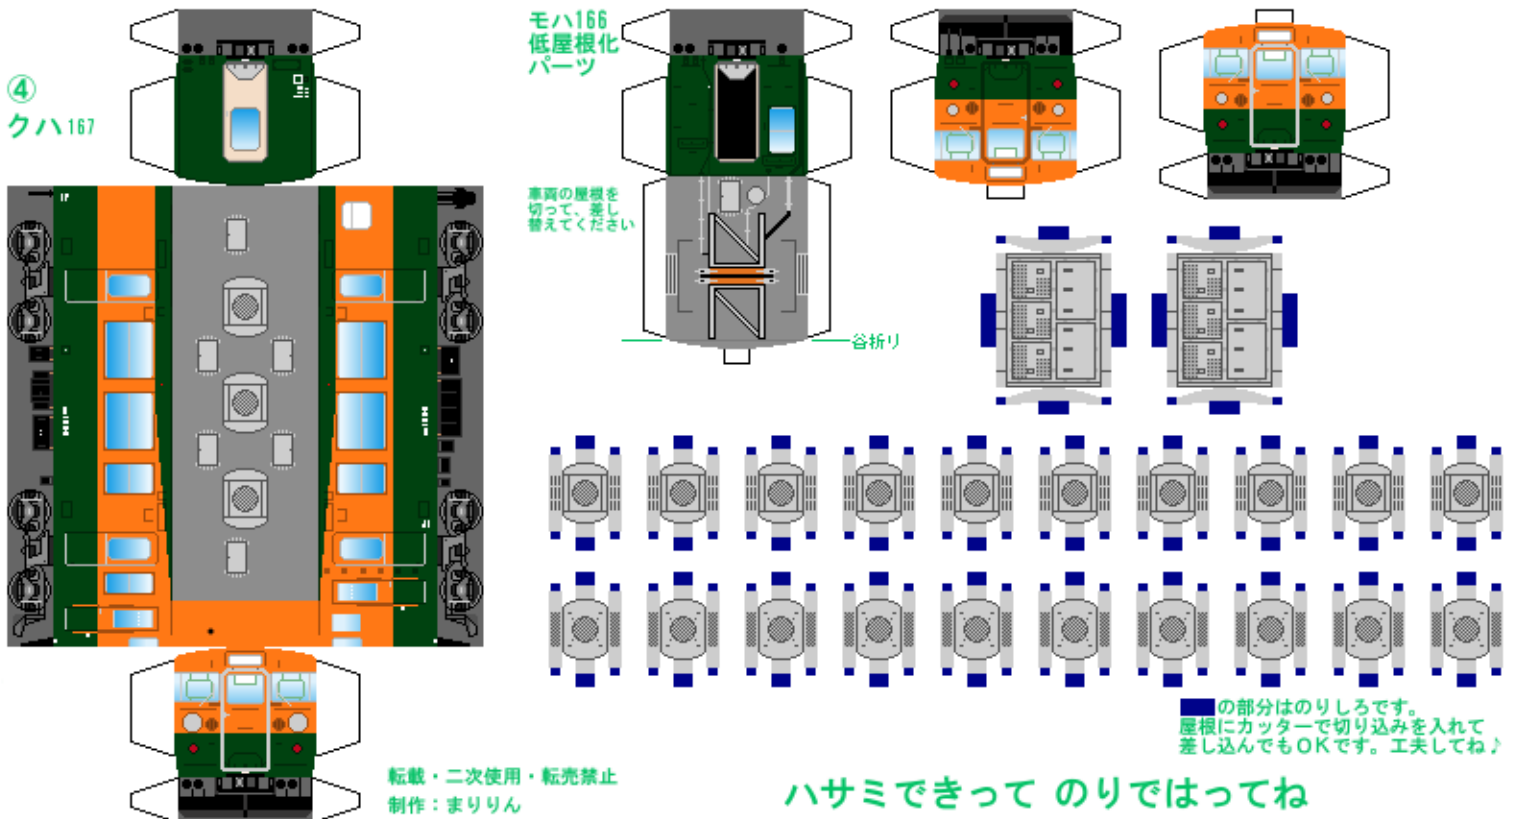 ④
クハ167
モハ166
低屋根化
パーツ
車両の屋根を
切って、差し
替えてください
谷折り
の部分はのりしろです。
屋根にカッターで切り込みを入れて
差し込んでもOKです。工夫してね♪
転載・二次使用・転売禁止
制作：まりりん
ハサミできって のりではってね